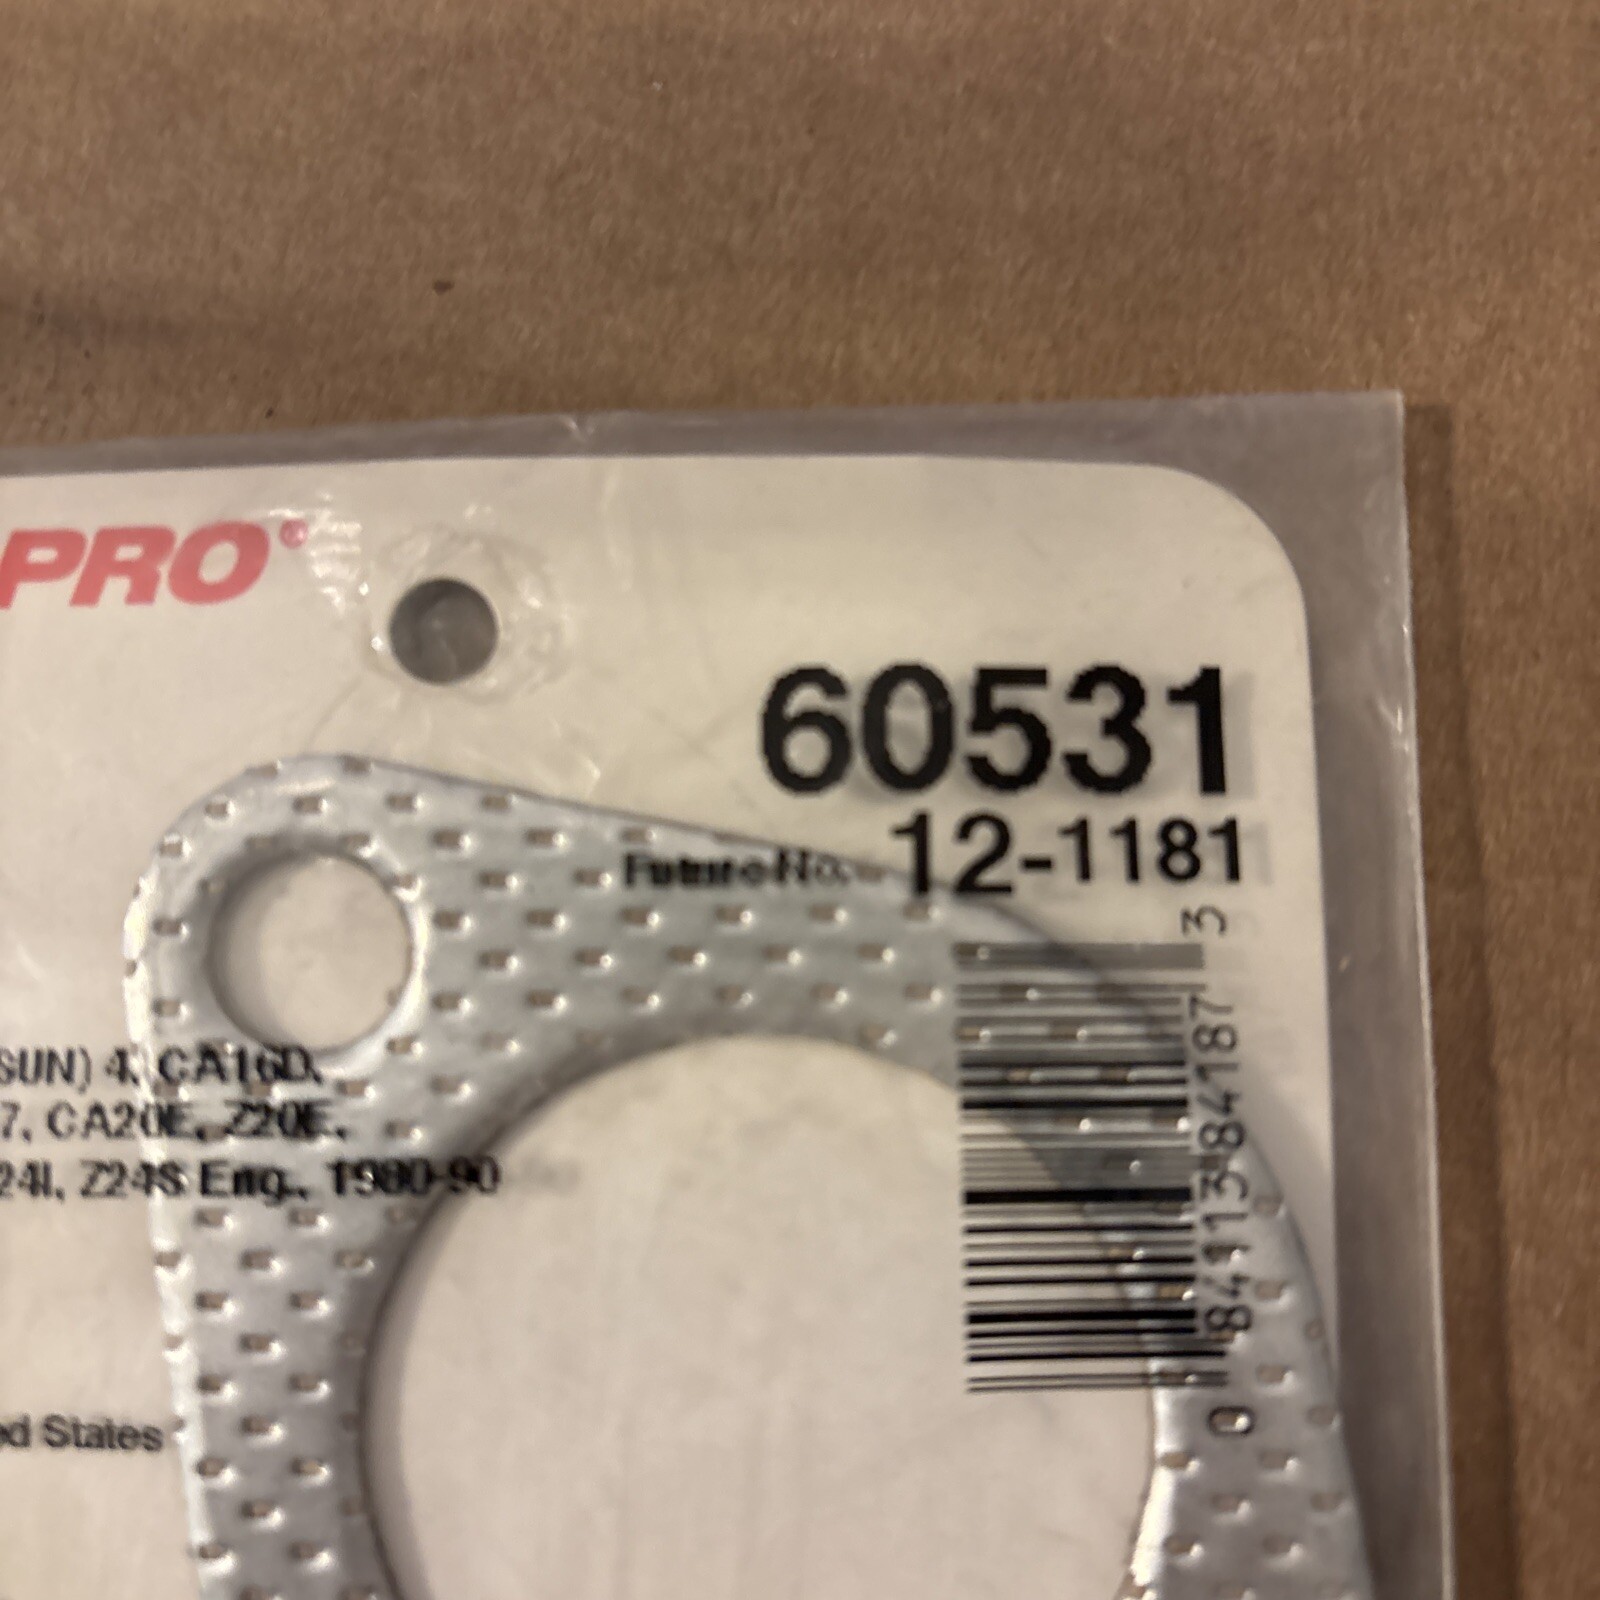 PRO®
60531
Future No. 12-1181
SUN) 4, CA16D,
7, CA20E, Z20E,
24I, Z24S Eng., 1980-90
ed States
0 84113 84187 3